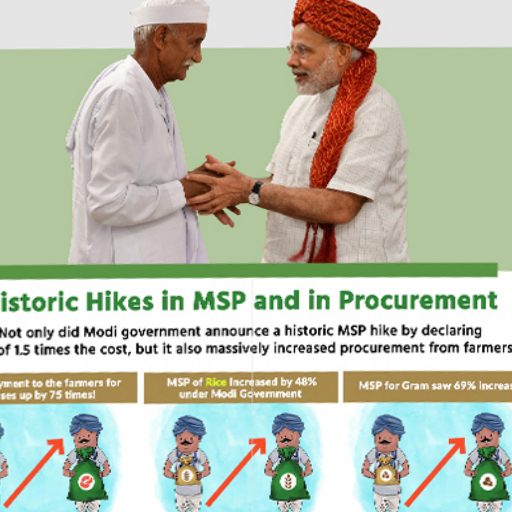 istoric Hikes in MSP and in Procurement
Not only did Modi government announce a historic MSP hike by declaring
of 1.5 times the cost, but it also massively increased procurement from farmers
yment to the farmers for
ses up by 75 times!
MSP of Rice Increased by 48%
under Modi Government
MSP for Gram saw 69% increas